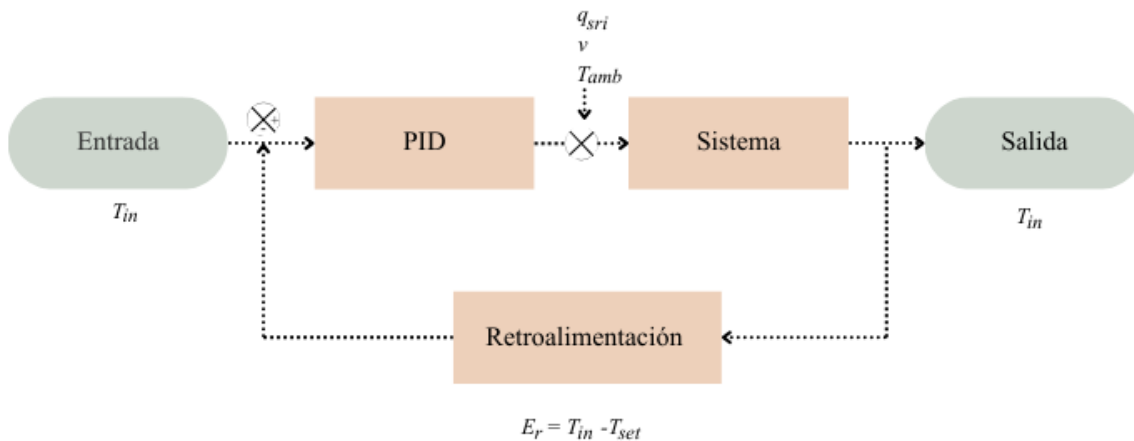 q_sri
v
T_amb
Entrada
- +
PID
Sistema
Salida
T_in
T_in
Retroalimentación
E_r = T_in -T_set